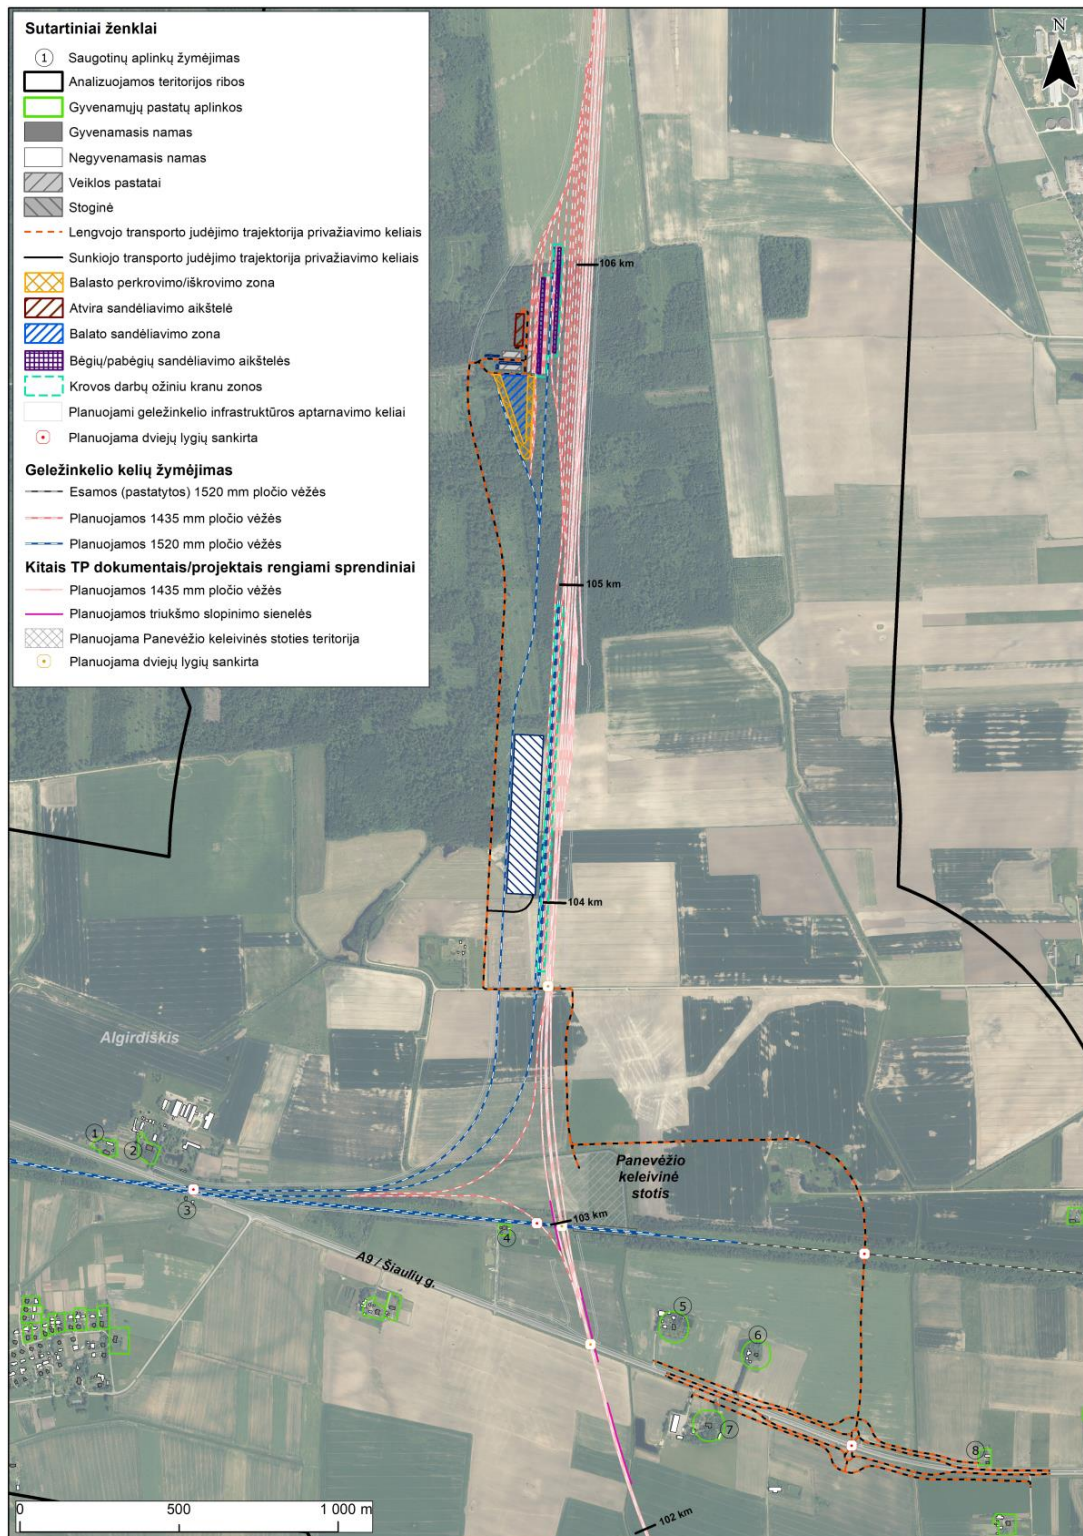 Sutartiniai ženklai
1 Saugotinų aplinkų žymėjimas
Analizuojamos teritorijos ribos
Gyvenamųjų pastatų aplinkos
Gyvenamasis namas
Negyvenamasis namas
Veiklos pastatai
Stoginė
Lengvojo transporto judėjimo trajektorija privažiavimo keliais
Sunkiojo transporto judėjimo trajektorija privažiavimo keliais
Balasto perkrovimo/iškrovimo zona
Atvira sandėliavimo aikštelė
Balato sandėliavimo zona
Bėgių/pabėgių sandėliavimo aikštelės
Krovos darbų ožiniu kranu zonos
Planuojami geležinkelio infrastruktūros aptarnavimo keliai
Planuojama dviejų lygių sankirta
Geležinkelio kelių žymėjimas
Esamos (pastatytos) 1520 mm pločio vėžės
Planuojamos 1435 mm pločio vėžės
Planuojamos 1520 mm pločio vėžės
Kitais TP dokumentais/projektais rengiami sprendiniai
Planuojamos 1435 mm pločio vėžės
Planuojamos triukšmo slopinimo sienelės
Planuojama Panevėžio keleivinės stoties teritorija
Planuojama dviejų lygių sankirta
N
106 km
105 km
104 km
Algirdiškis
1
2
3
Panevėžio
keleivinė
stotis
103 km
4
A9 / Šiaulių g.
5
6
7
8
0 500 1 000 m
102 km